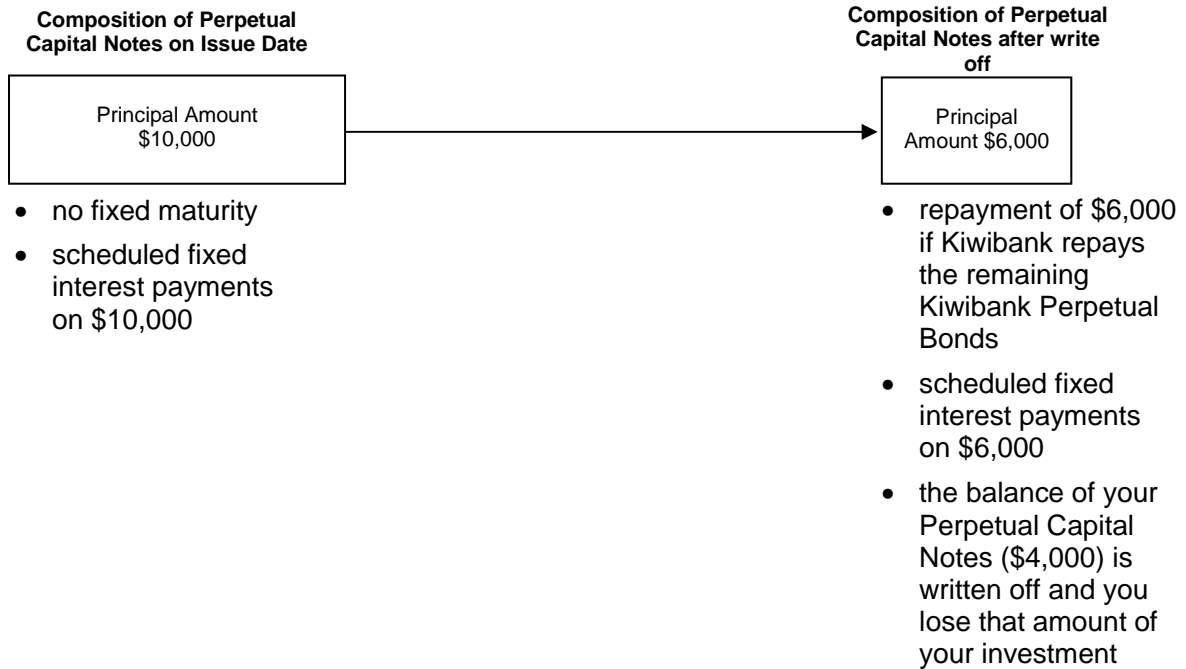 Composition of Perpetual
Capital Notes on Issue Date
Principal Amount
$10,000
• no fixed maturity
• scheduled fixed
interest payments
on $10,000
Composition of Perpetual
Capital Notes after write
off
Principal
Amount $6,000
• repayment of $6,000
if Kiwibank repays
the remaining
Kiwibank Perpetual
Bonds
• scheduled fixed
interest payments
on $6,000
• the balance of your
Perpetual Capital
Notes ($4,000) is
written off and you
lose that amount of
your investment